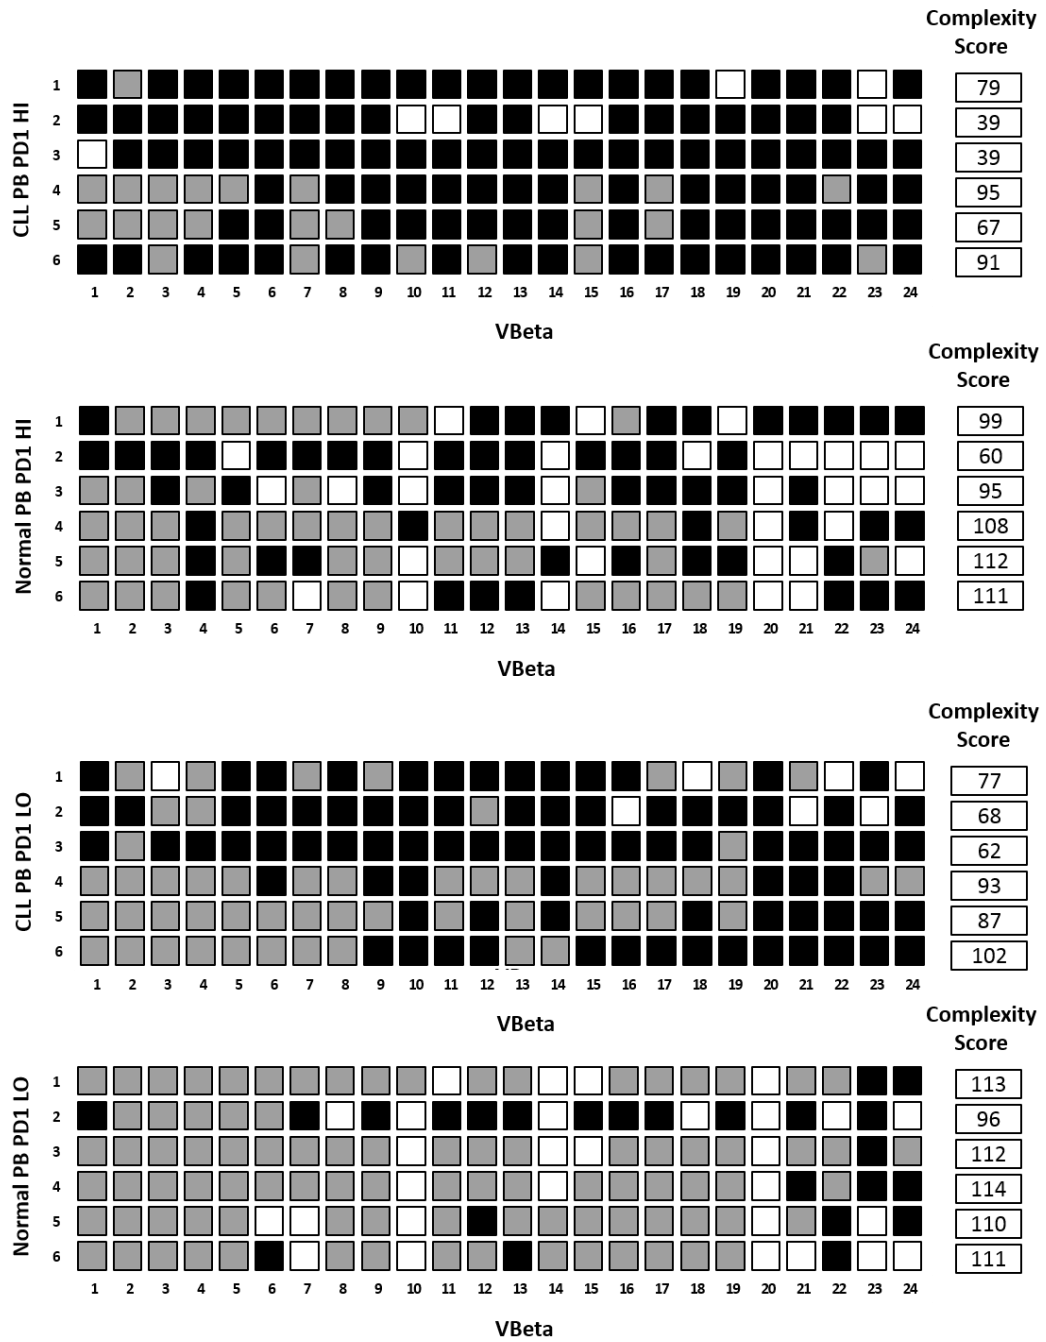 Complexity
Score
CLL PB PD1 HI
1 79
2 39
3 39
4 95
5 67
6 91
1 2 3 4 5 6 7 8 9 10 11 12 13 14 15 16 17 18 19 20 21 22 23 24
VBeta
Complexity
Score
Normal PB PD1 HI
1 99
2 60
3 95
4 108
5 112
6 111
1 2 3 4 5 6 7 8 9 10 11 12 13 14 15 16 17 18 19 20 21 22 23 24
VBeta
Complexity
Score
CLL PB PD1 LO
1 77
2 68
3 62
4 93
5 87
6 102
1 2 3 4 5 6 7 8 9 10 11 12 13 14 15 16 17 18 19 20 21 22 23 24
VBeta
Complexity
Score
Normal PB PD1 LO
1 113
2 96
3 112
4 114
5 110
6 111
1 2 3 4 5 6 7 8 9 10 11 12 13 14 15 16 17 18 19 20 21 22 23 24
VBeta